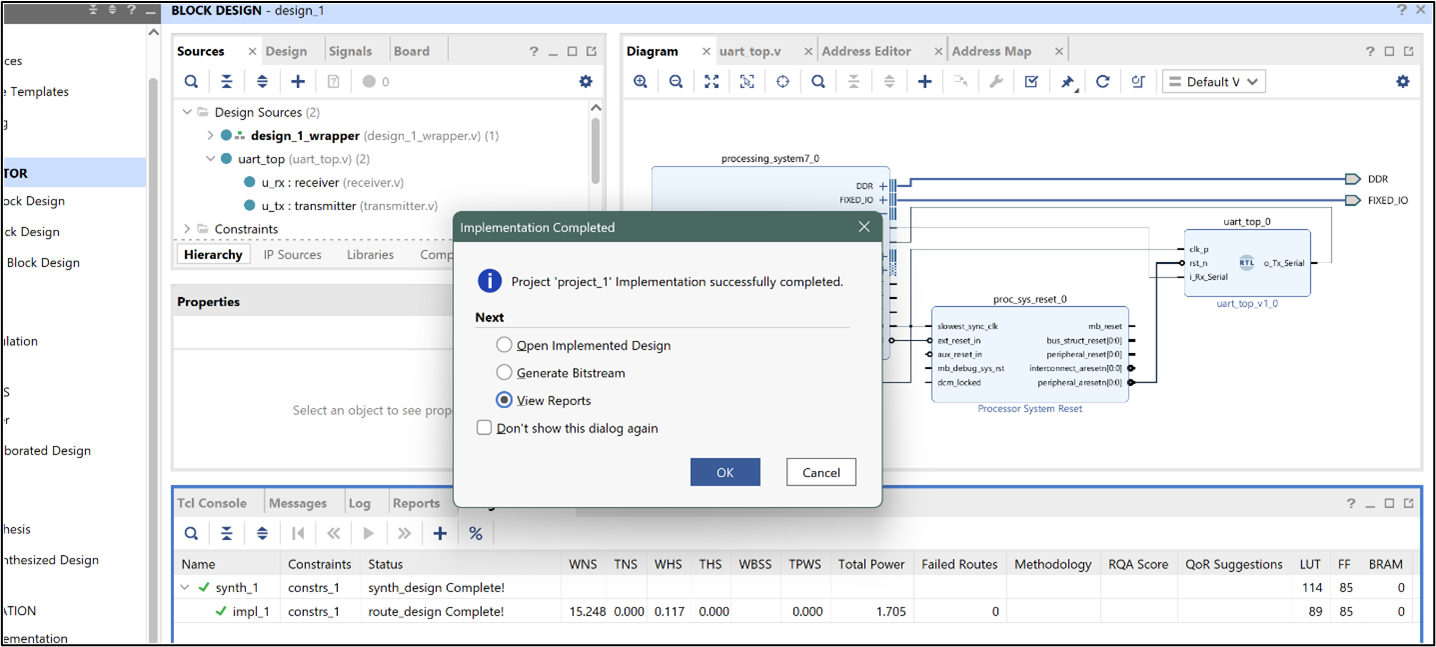 BLOCK DESIGN - design_1
ces
e Templates
g
TOR
ock Design
ck Design
Block Design
ulation
S
er
borated Design
hesis
nthesized Design
ATION
ementation
Sources Design Signals Board
0
Design Sources (2)
design_1_wrapper (design_1_wrapper.v) (1)
uart_top (uart_top.v) (2)
u_rx : receiver (receiver.v)
u_tx : transmitter (transmitter.v)
Constraints
Hierarchy IP Sources Libraries Comp
Properties
Select an object to see prope
Diagram uart_top.v Address Editor Address Map
Default V
processing_system7_0
DDR
FIXED_IO
DDR
FIXED_IO
uart_top_0
clk_p
rst_n
i_Rx_Serial
RTL
o_Tx_Serial
uart_top_v1_0
proc_sys_reset_0
slowest_sync_clk mb_reset
ext_reset_in bus_struct_reset[0:0]
aux_reset_in peripheral_reset[0:0]
mb_debug_sys_rst interconnect_aresetn[0:0]
dcm_locked peripheral_aresetn[0:0]
Processor System Reset
Implementation Completed
Project 'project_1' Implementation successfully completed.
Next
Open Implemented Design
Generate Bitstream
View Reports
Don't show this dialog again
OK Cancel
Tcl Console Messages Log Reports
Name Constraints Status WNS TNS WHS THS WBSS TPWS Total Power Failed Routes Methodology RQA Score QoR Suggestions LUT FF BRAM
synth_1 constrs_1 synth_design Complete! 114 85 0
impl_1 constrs_1 route_design Complete! 15.248 0.000 0.117 0.000 0.000 1.705 0 89 85 0